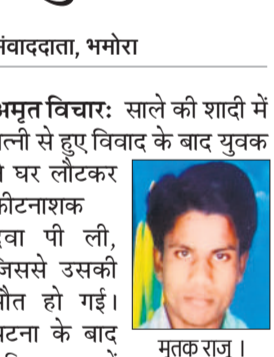 संवाददाता, भमोरा
अमृत विचारः साले की शादी में
पत्नी से हुए विवाद के बाद युवक
घर लौटकर
कीटनाशक
दवा पी ली,
जिससे उसकी
मौत हो गई।
घटना के बाद
मृतक राजू ।